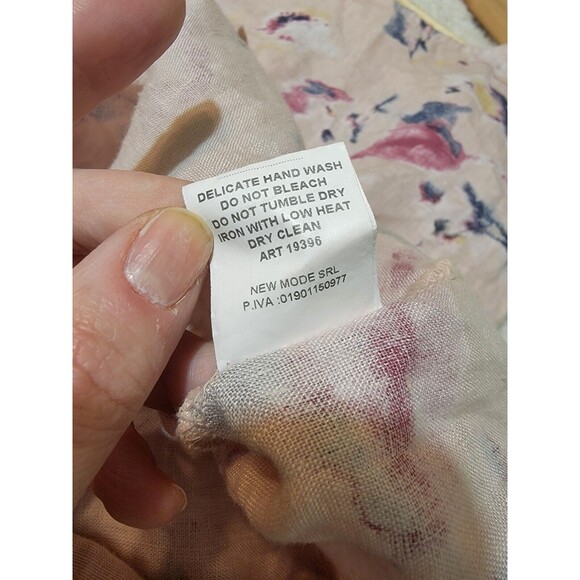 DELICATE HAND WASH
DO NOT BLEACH
DO NOT TUMBLE DRY
IRON WITH LOW HEAT
DRY CLEAN
ART 19396
NEW MODE SRL
P.IVA :01901150977